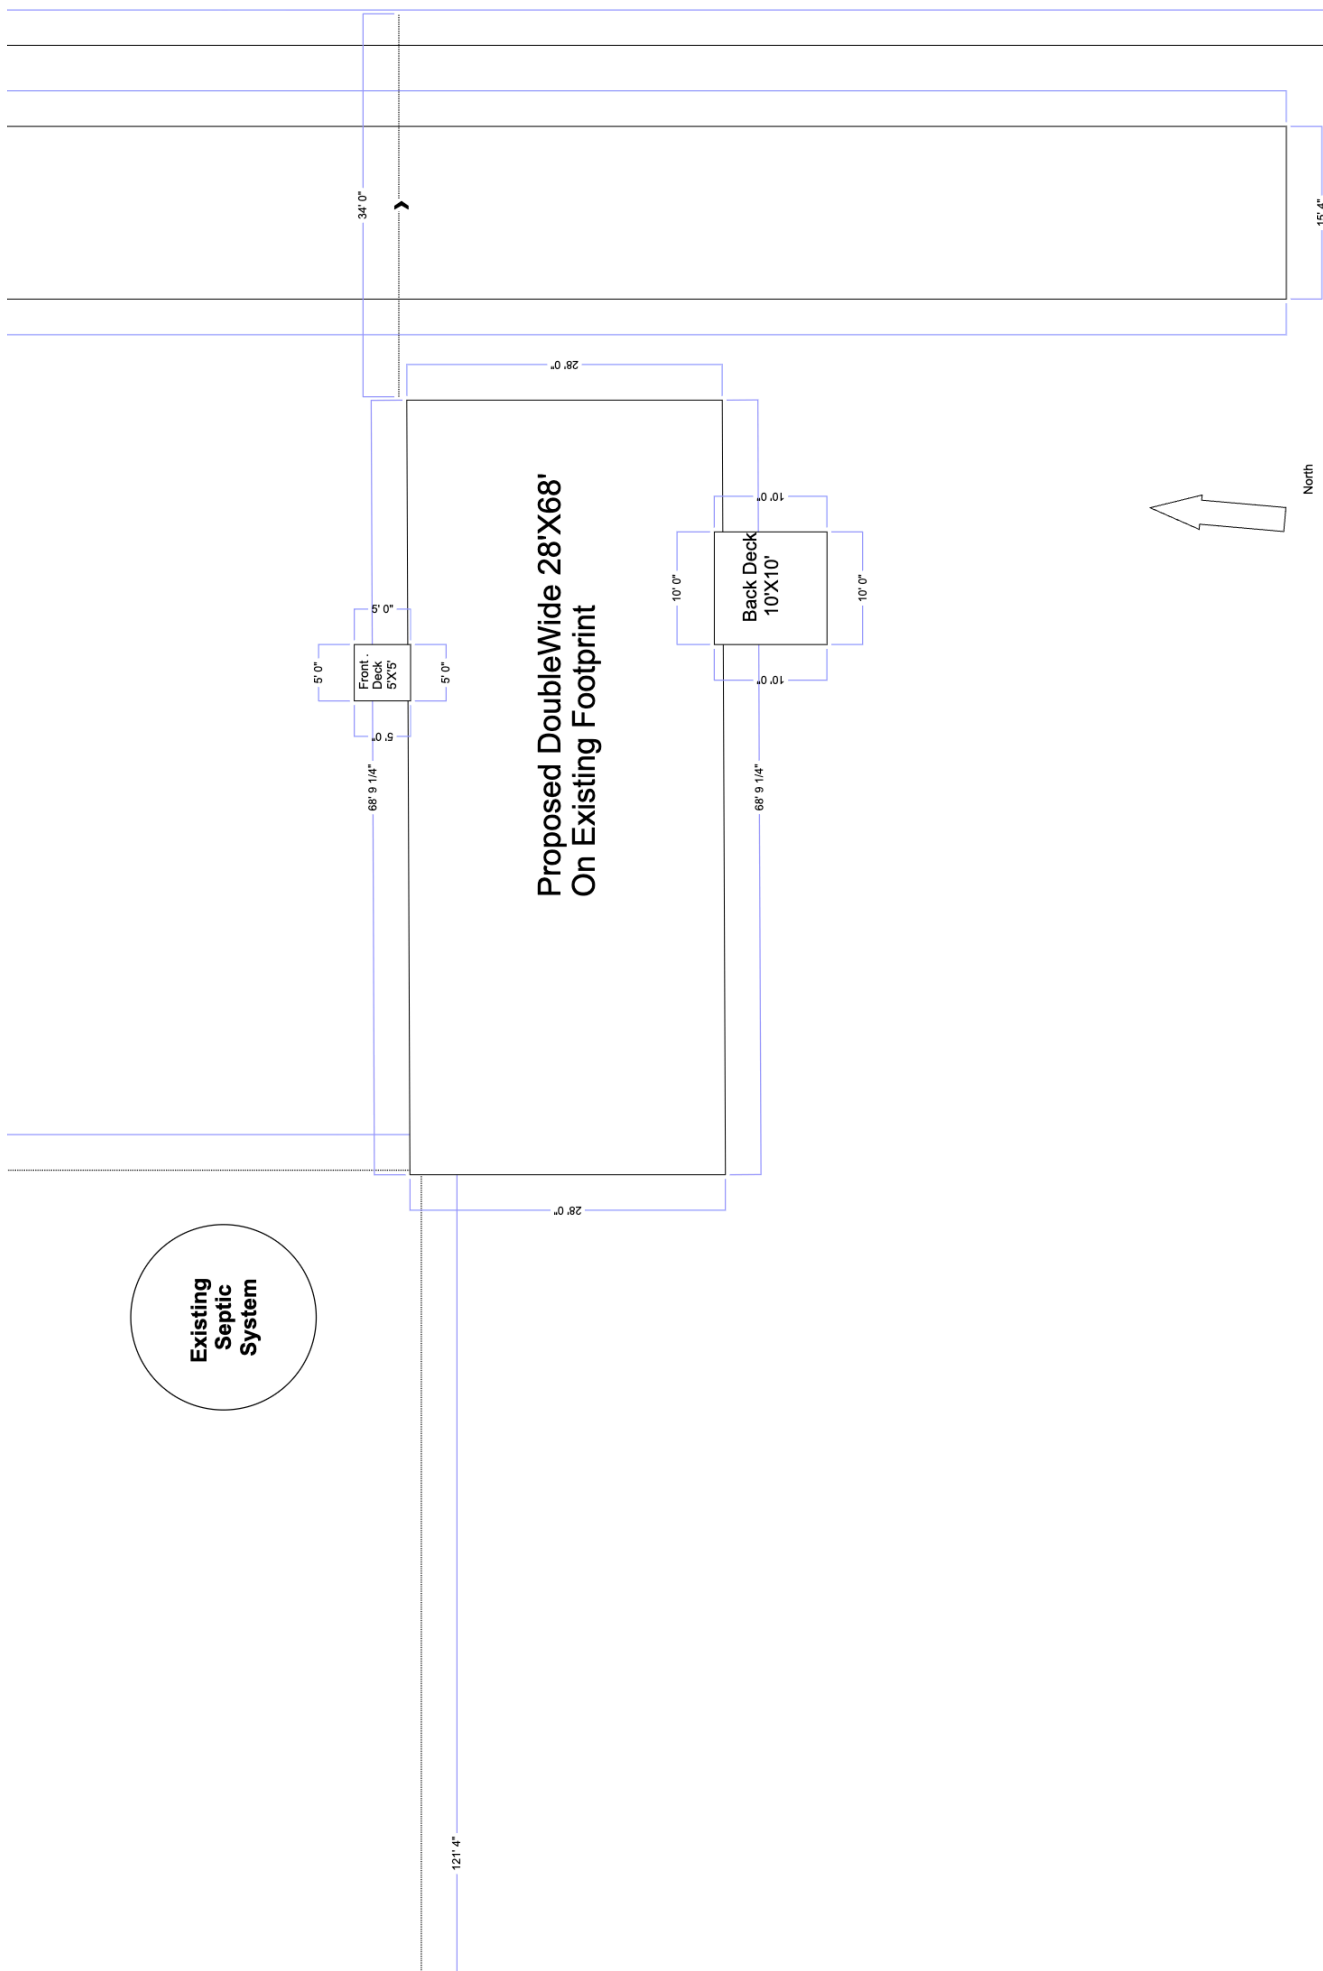 34' 0"
15' 4"
28' 0"
North
Proposed DoubleWide 28'X68'
On Existing Footprint
10' 0"
10' 0"
Back Deck
10'X10'
10' 0"
10' 0"
5' 0"
5' 0"
Front .
Deck
5'X'5'
5' 0"
5' 0"
68' 9 1/4"
68' 9 1/4"
28' 0"
Existing
Septic
System
121' 4"